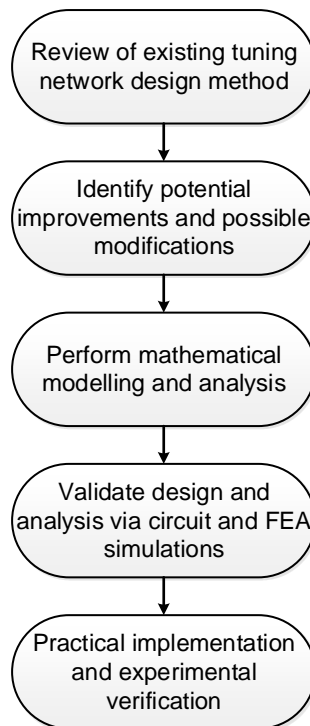 Review of existing tuning
network design method
Identify potential
improvements and possible
modifications
Perform mathematical
modelling and analysis
Validate design and
analysis via circuit and FEA
simulations
Practical implementation
and experimental
verification